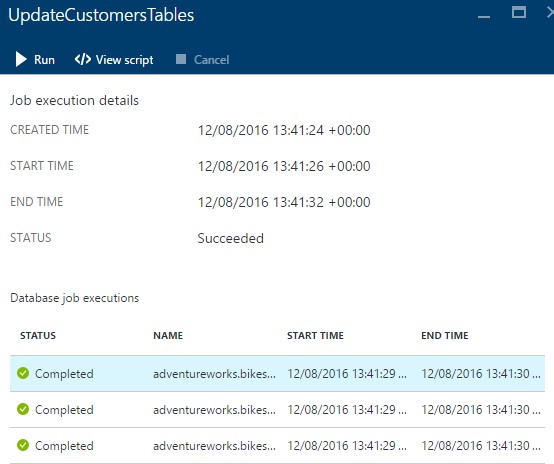 UpdateCustomersTables
Run View script Cancel
Job execution details
CREATED TIME 12/08/2016 13:41:24 +00:00
START TIME 12/08/2016 13:41:26 +00:00
END TIME 12/08/2016 13:41:32 +00:00
STATUS Succeeded
Database job executions
STATUS NAME START TIME END TIME
Completed adventureworks.bikes... 12/08/2016 13:41:29 ... 12/08/2016 13:41:30 ...
Completed adventureworks.bikes... 12/08/2016 13:41:29 ... 12/08/2016 13:41:30 ...
Completed adventureworks.bikes... 12/08/2016 13:41:29 ... 12/08/2016 13:41:30 ...